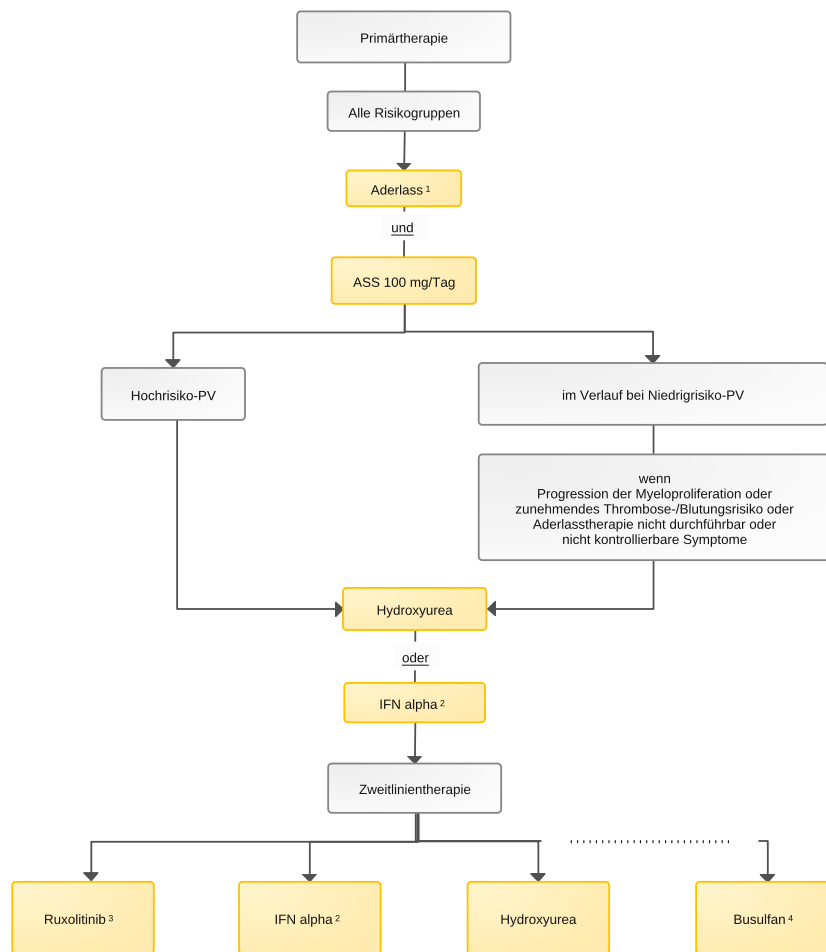 Primärtherapie
Alle Risikogruppen
Aderlass 1
und
ASS 100 mg/Tag
Hochrisiko-PV
im Verlauf bei Niedrigrisiko-PV
wenn
Progression der Myeloproliferation oder
zunehmendes Thrombose-/Blutungsrisiko oder
Aderlasstherapie nicht durchführbar oder
nicht kontrollierbare Symptome
Hydroxyurea
oder
IFN alpha 2
Zweitlinientherapie
Ruxolitinib 3
IFN alpha 2
Hydroxyurea
Busulfan 4